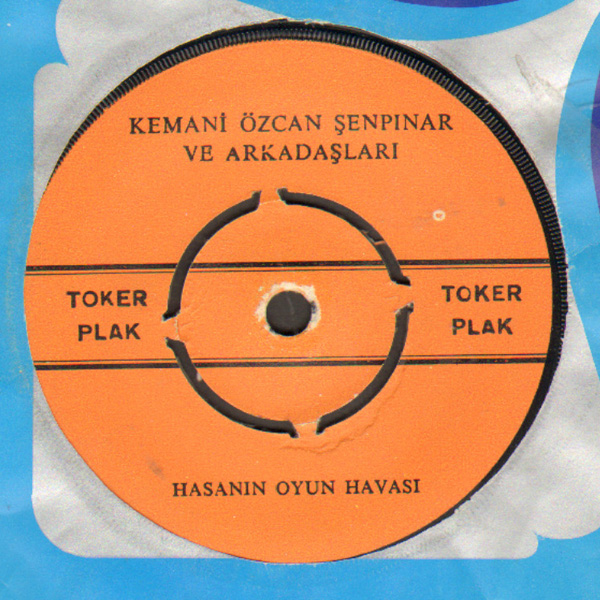 KEMANİ ÖZCAN ŞENPINAR
VE ARKADAŞLARI
TOKER
PLAK
TOKER
PLAK
HASANIN OYUN HAVASI